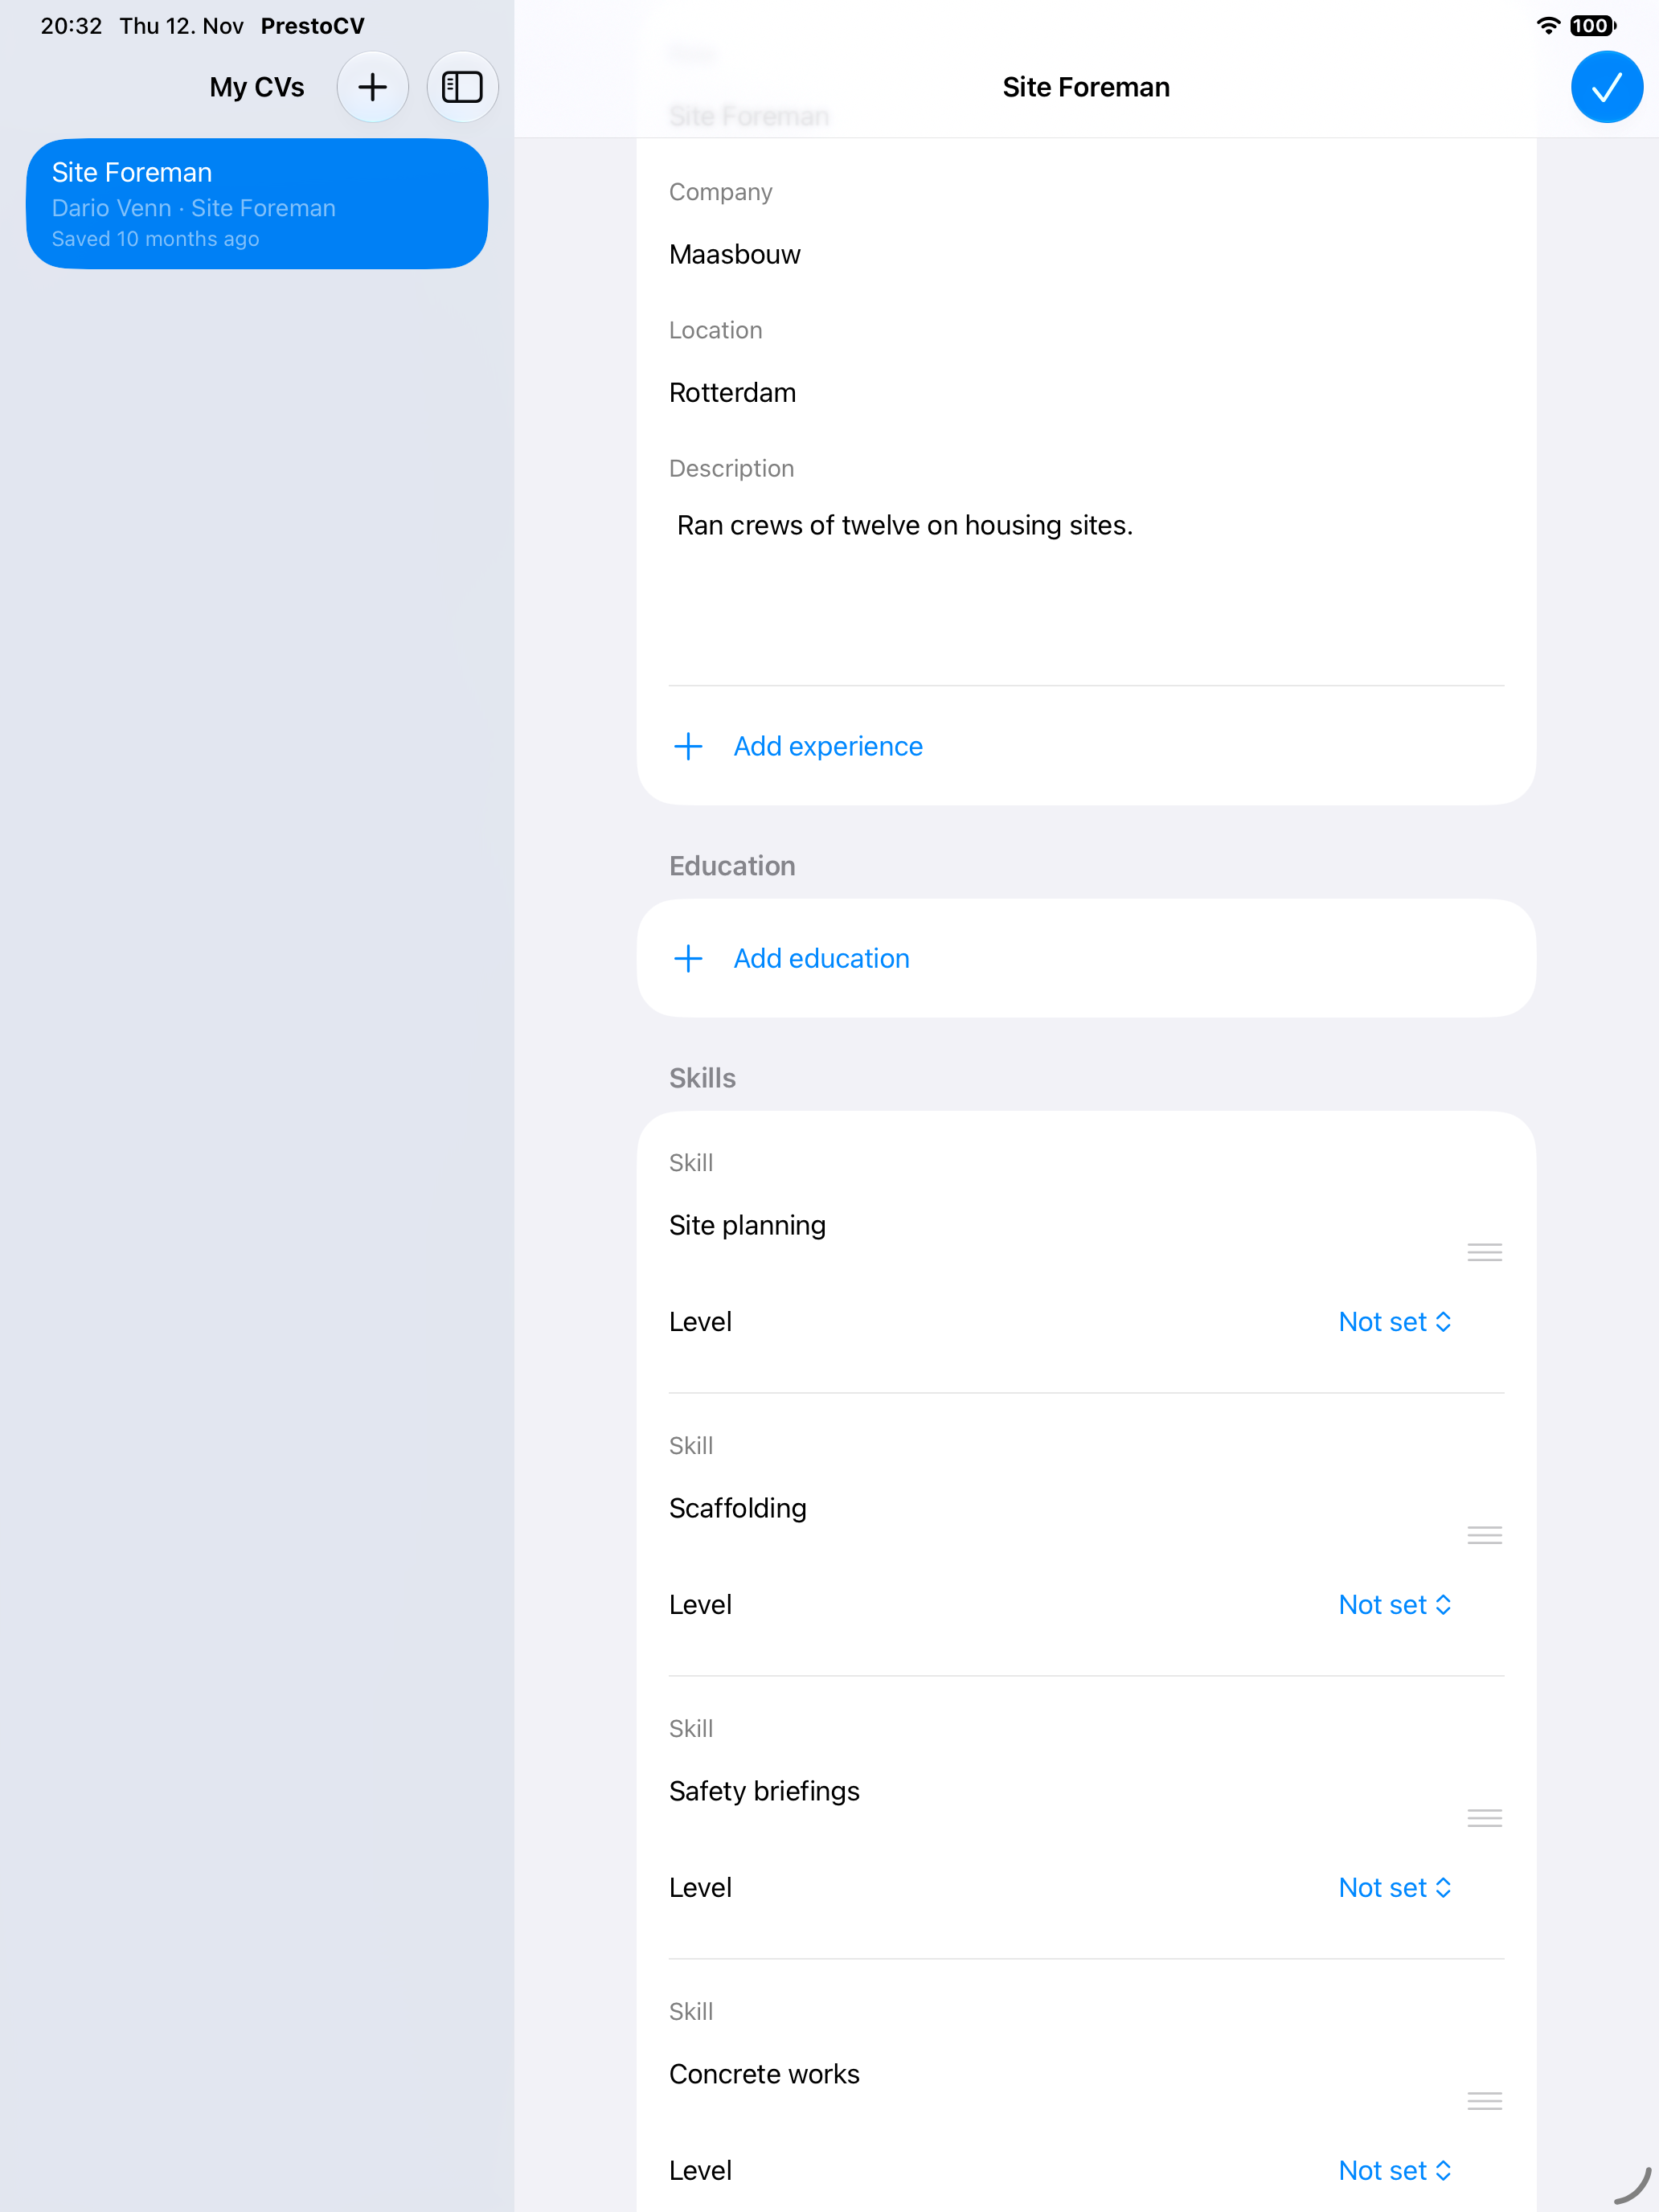 20:32 Thu 12. Nov PrestoCV
100
My CVs
Site Foreman
Dario Venn · Site Foreman
Saved 10 months ago
Site Foreman
Site Foreman
Company
Maasbouw
Location
Rotterdam
Description
Ran crews of twelve on housing sites.
Add experience
Education
Add education
Skills
Skill
Site planning
Level Not set
Skill
Scaffolding
Level Not set
Skill
Safety briefings
Level Not set
Skill
Concrete works
Level Not set